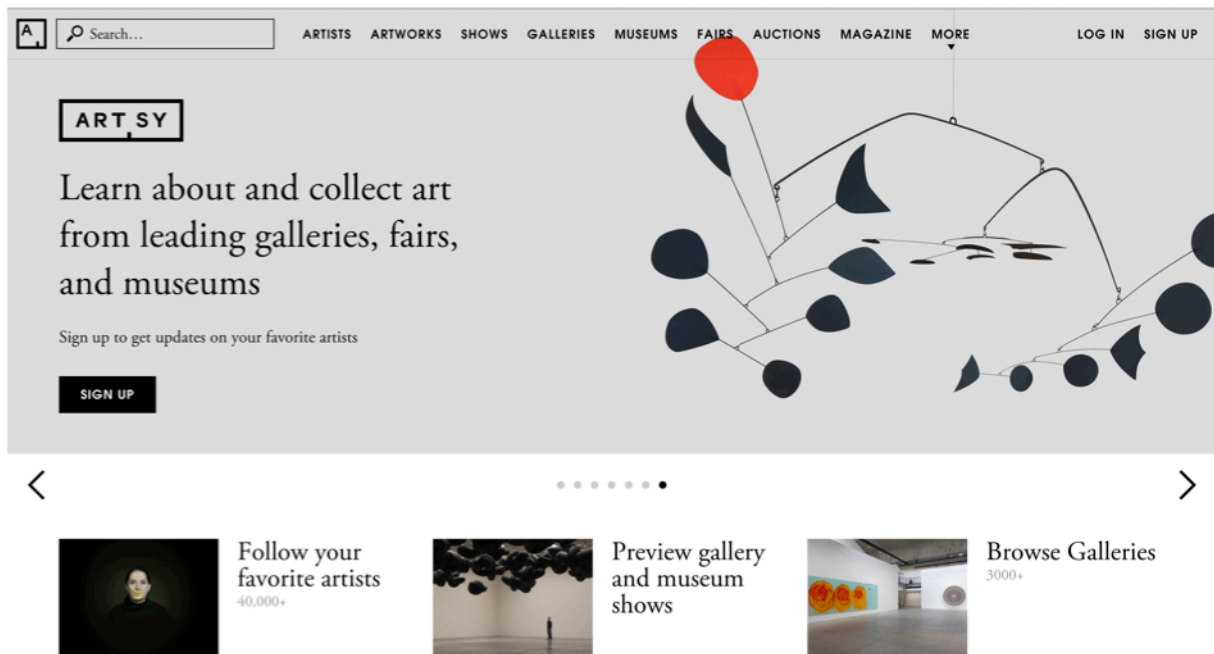 A,
Search...
ARTISTS ARTWORKS SHOWS GALLERIES MUSEUMS FAIRS AUCTIONS MAGAZINE MORE LOG IN SIGN UP
ART,SY
Learn about and collect art
from leading galleries, fairs,
and museums
Sign up to get updates on your favorite artists
SIGN UP
Follow your
favorite artists
40,000+
Preview gallery
and museum
shows
Browse Galleries
3000+